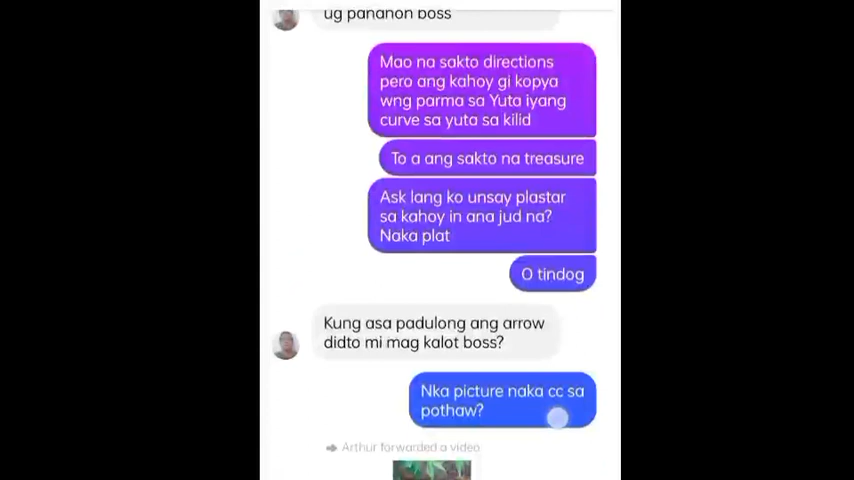 ug panahon boss
Mao na sakto directions
pero ang kahoy gi kopya
wng parma sa Yuta iyang
curve sa yuta sa kilid
To a ang sakto na treasure
Ask lang ko unsay plastar
sa kahoy in ana jud na?
Naka plat
O tindog
Kung asa padulong ang arrow
didto mi mag kalot boss?
Nka picture naka cc sa
pothaw?
Arthur forwarded a video